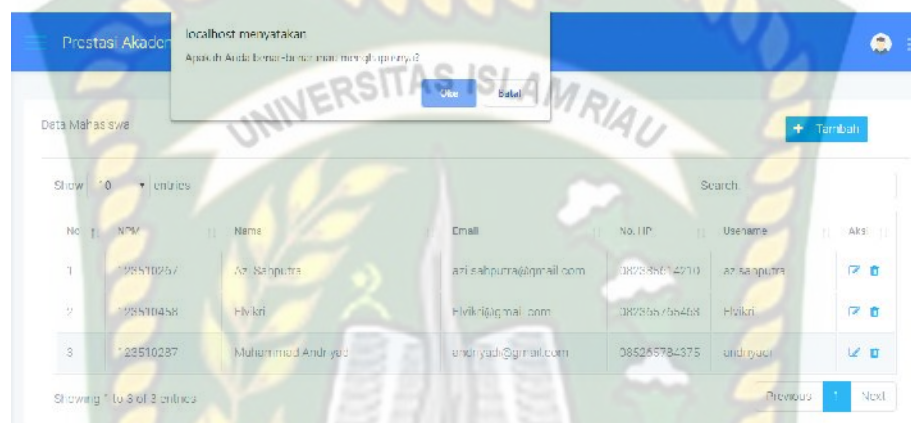 localhost menyatakan
Apakah Anda benar-benar mau menghapusnya?
Oke Batal
Prestasi Akadem
UNIVERSITAS ISLAM RIAU
Data Mahasiswa
+ Tambah
Show 10 entries
Search:
No NPM Nama Email No. HP Username Aksi
1 123510267 Azi Sahputra azi.sahputra@gmail.com azi sahputra
2 123510458 Elvikri Elvikri@gmail.com 082365765468 Elvikri
3 123510287 Muhammad Andriyadi andriyadi@gmail.com 085265784375 andriyadi
Showing 1 to 3 of 3 entries
Previous 1 Next